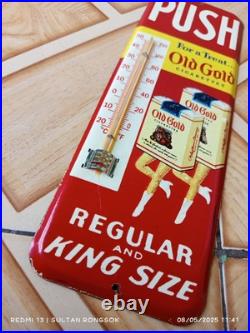 PUSH
For a Treat...
Old Gold
CIGARETTES
Old Gold
Old Gold
REGULAR
AND
KING SIZE
REDMI 13 | SULTAN RONGSOK
08/05/2025 11:41